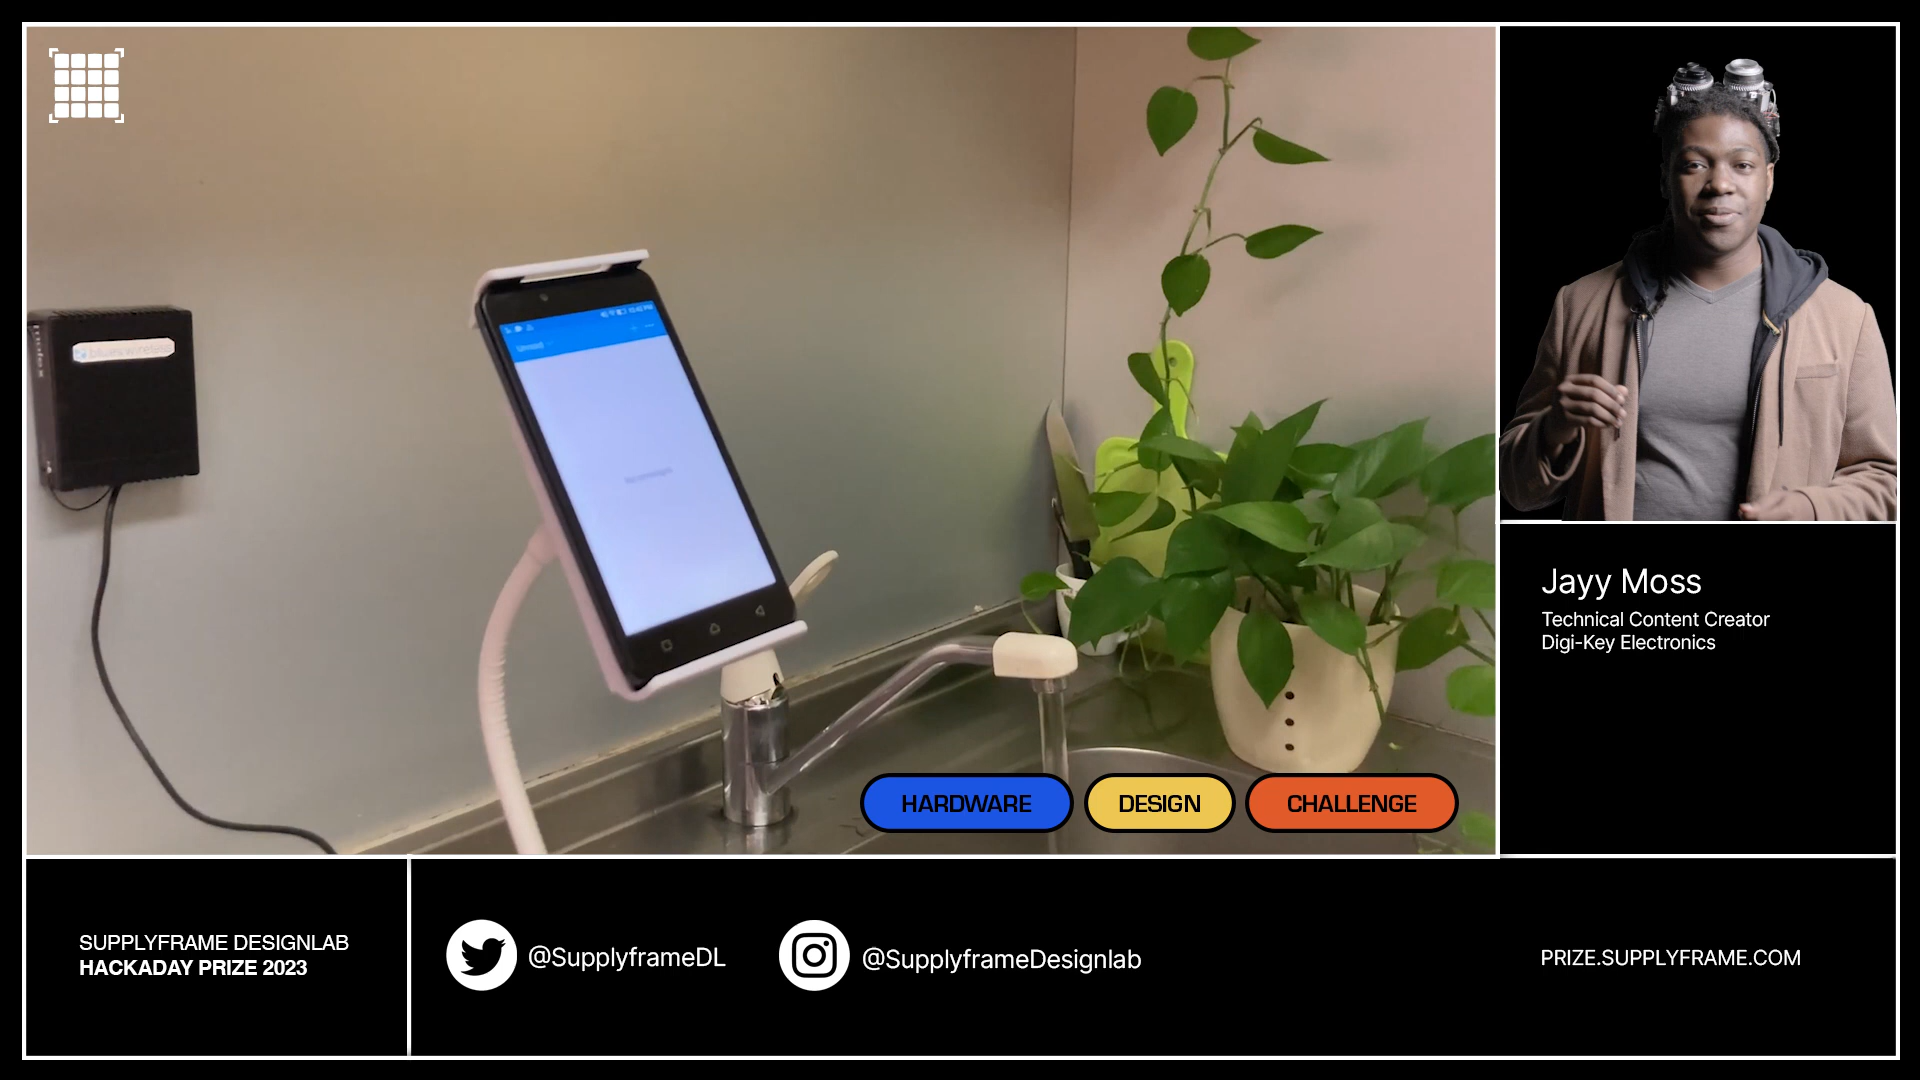 HARDWARE
DESIGN
CHALLENGE
Jayy Moss
Technical Content Creator
Digi-Key Electronics
SUPPLYFRAME DESIGNLAB
HACKADAY PRIZE 2023
@SupplyframeDL
@SupplyframeDesignlab
PRIZE.SUPPLYFRAME.COM